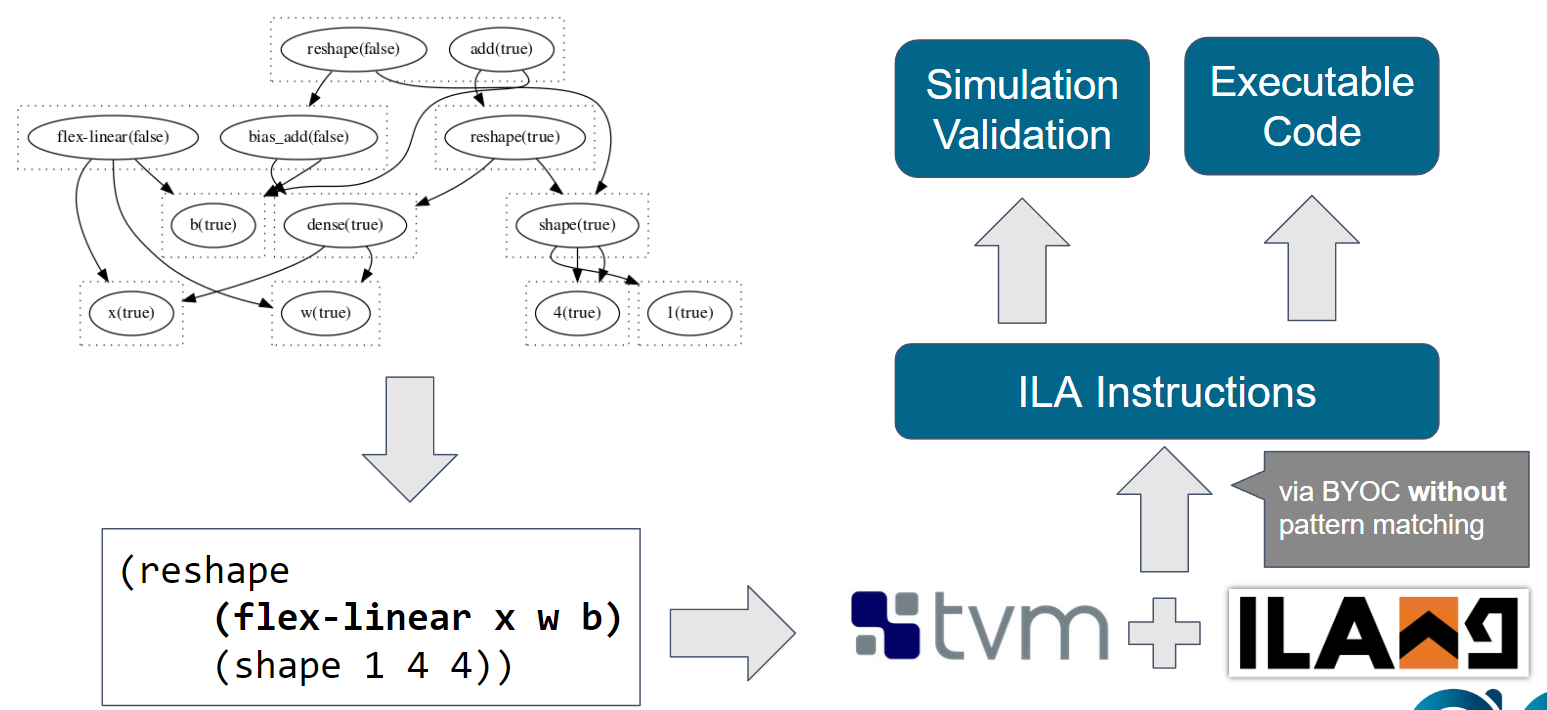 reshape(false) add(true)
flex-linear(false) bias_add(false) reshape(true)
b(true) dense(true) shape(true)
x(true) w(true) 4(true) 1(true)
(reshape
(flex-linear x w b)
(shape 1 4 4))
Simulation
Validation
Executable
Code
ILA Instructions
via BYOC without
pattern matching
tvm
ILA